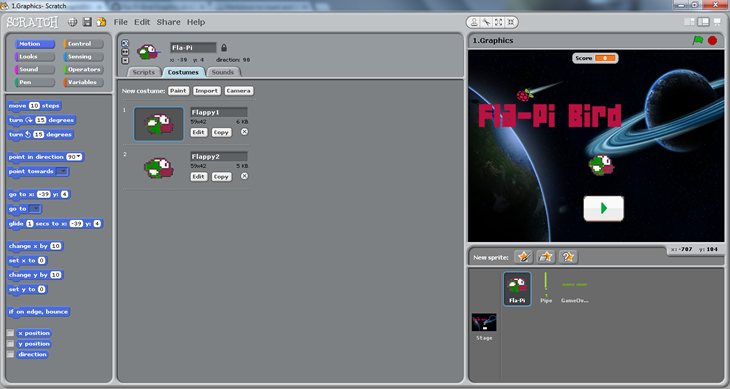 1.Graphics- Scratch
SCRATCH File Edit Share Help
Motion Control
Looks Sensing
Sound Operators
Pen Variables
move 10 steps
turn 15 degrees
turn 15 degrees
point in direction 90
point towards
go to x: -39 y: 4
go to
glide 1 secs to x: -39 y: 4
change x by 10
set x to 0
change y by 10
set y to 0
if on edge, bounce
x position
y position
direction
Fla-Pi
x: -39 y: 4 direction: 90
Scripts Costumes Sounds
New costume: Paint Import Camera
1
Flappy1
59x42 6 KB
Edit Copy
2
Flappy2
59x42 5 KB
Edit Copy
1.Graphics
Score
Fla-Pi Bird
x: -707 y: 104
New sprite:
Fla-Pi Pipe GameOv...
Stage